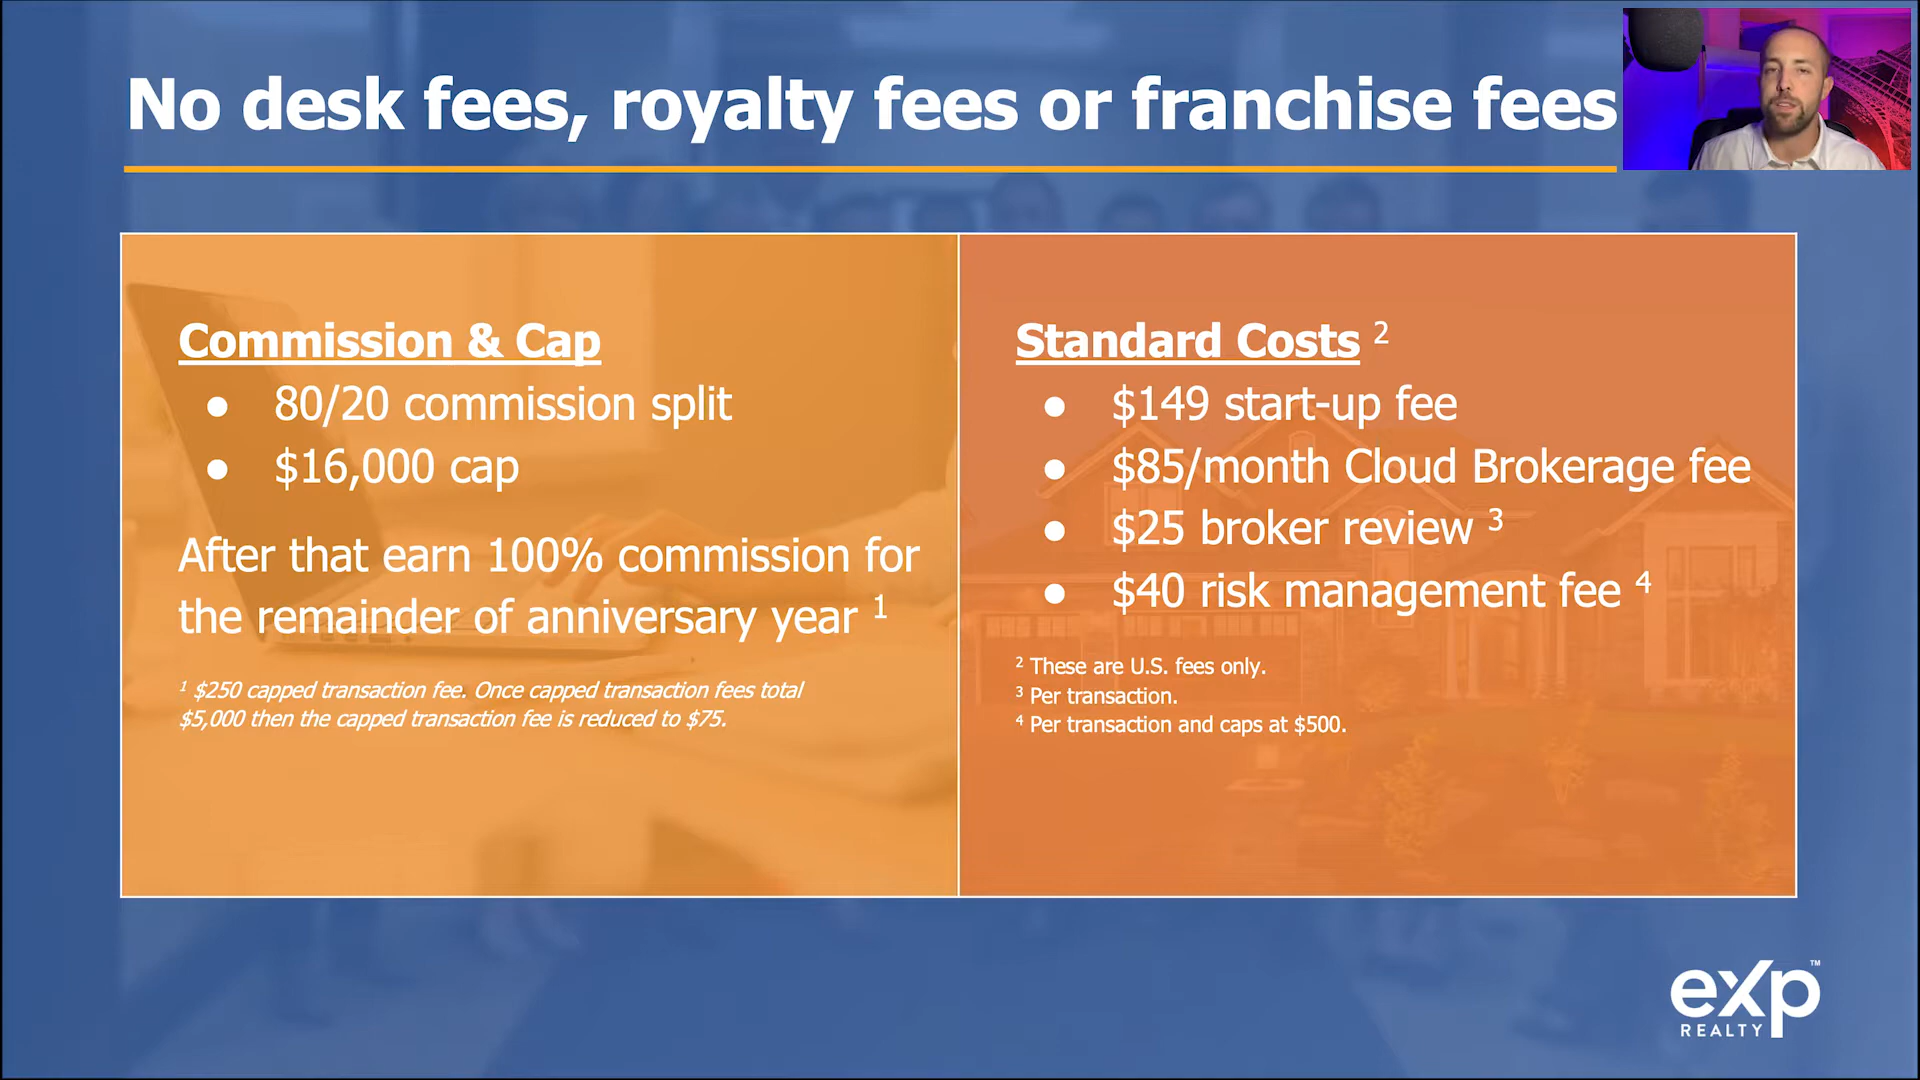 No desk fees, royalty fees or franchise fees
Commission & Cap
● 80/20 commission split
● $16,000 cap
After that earn 100% commission for
the remainder of anniversary year ¹
¹ $250 capped transaction fee. Once capped transaction fees total
$5,000 then the capped transaction fee is reduced to $75.
Standard Costs ²
● $149 start-up fee
● $85/month Cloud Brokerage fee
● $25 broker review ³
● $40 risk management fee ⁴
² These are U.S. fees only.
³ Per transaction.
⁴ Per transaction and caps at $500.
eXp™
REALTY